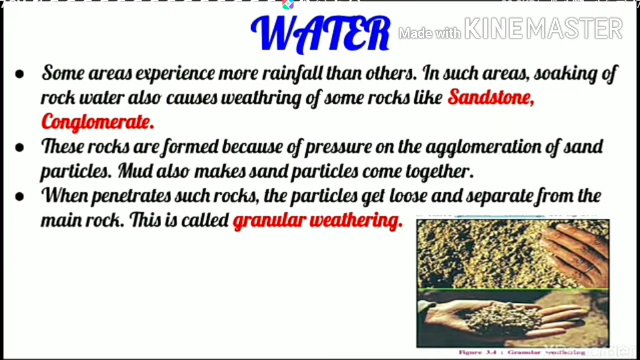 WATER
Made with KINEMASTER
● Some areas experience more rainfall than others. In such areas, soaking of
rock water also causes weathring of some rocks like Sandstone,
Conglomerate.
● These rocks are formed because of pressure on the agglomeration of sand
particles. Mud also makes sand particles come together.
● When penetrates such rocks, the particles get loose and separate from the
main rock. This is called granular weathering.
Figure 3.4 : Granular weathering